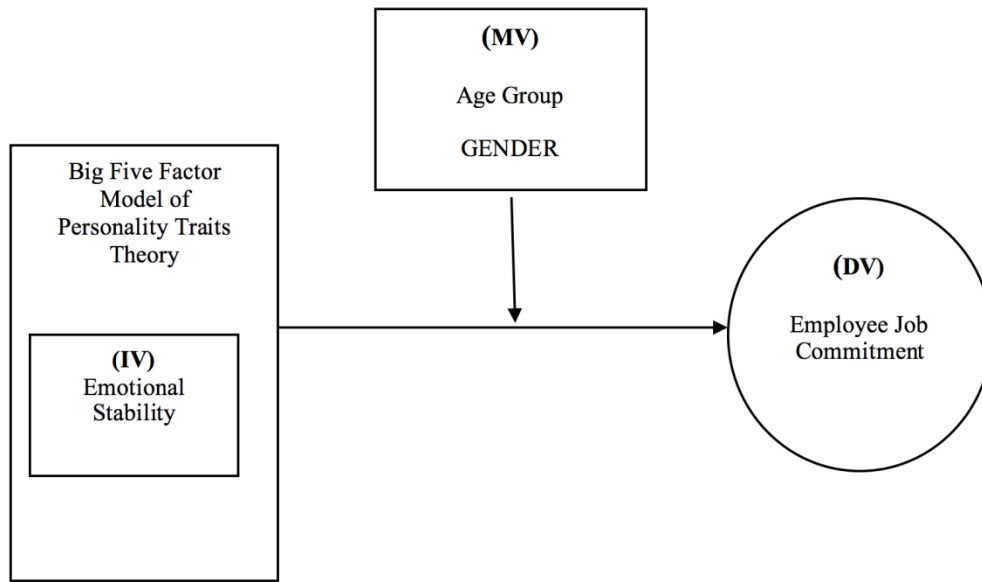 (MV)
Age Group
GENDER
Big Five Factor
Model of
Personality Traits
Theory
(IV)
Emotional
Stability
(DV)
Employee Job
Commitment